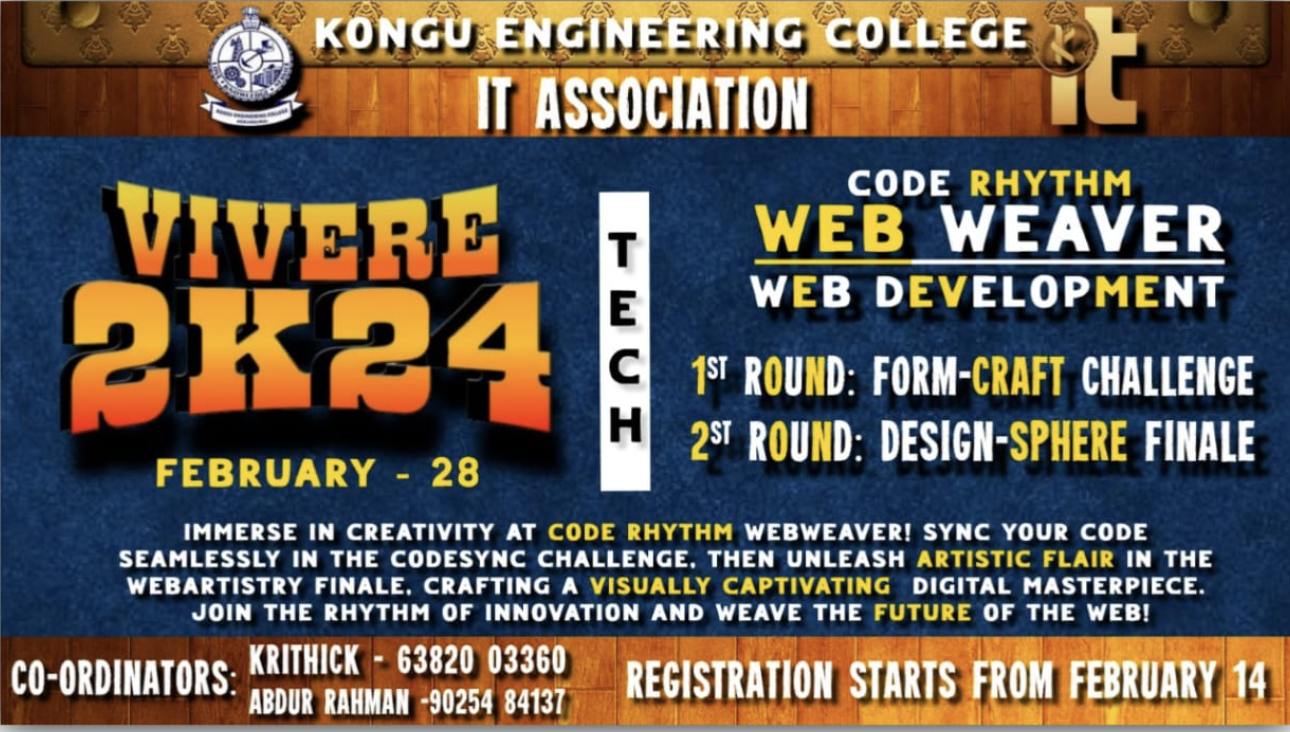 KONGU ENGINEERING COLLEGE
IT ASSOCIATION
it
VIVERE
2K24
FEBRUARY - 28
TECH
CODE RHYTHM
WEB WEAVER
WEB DEVELOPMENT
1ST ROUND: FORM-CRAFT CHALLENGE
2ST ROUND: DESIGN-SPHERE FINALE
IMMERSE IN CREATIVITY AT CODE RHYTHM WEBWEAVER! SYNC YOUR CODE
SEAMLESSLY IN THE CODESYNC CHALLENGE, THEN UNLEASH ARTISTIC FLAIR IN THE
WEBARTISTRY FINALE, CRAFTING A VISUALLY CAPTIVATING DIGITAL MASTERPIECE.
JOIN THE RHYTHM OF INNOVATION AND WEAVE THE FUTURE OF THE WEB!
CO-ORDINATORS:
KRITHICK - 63820 03360
ABDUR RAHMAN -90254 84137
REGISTRATION STARTS FROM FEBRUARY 14